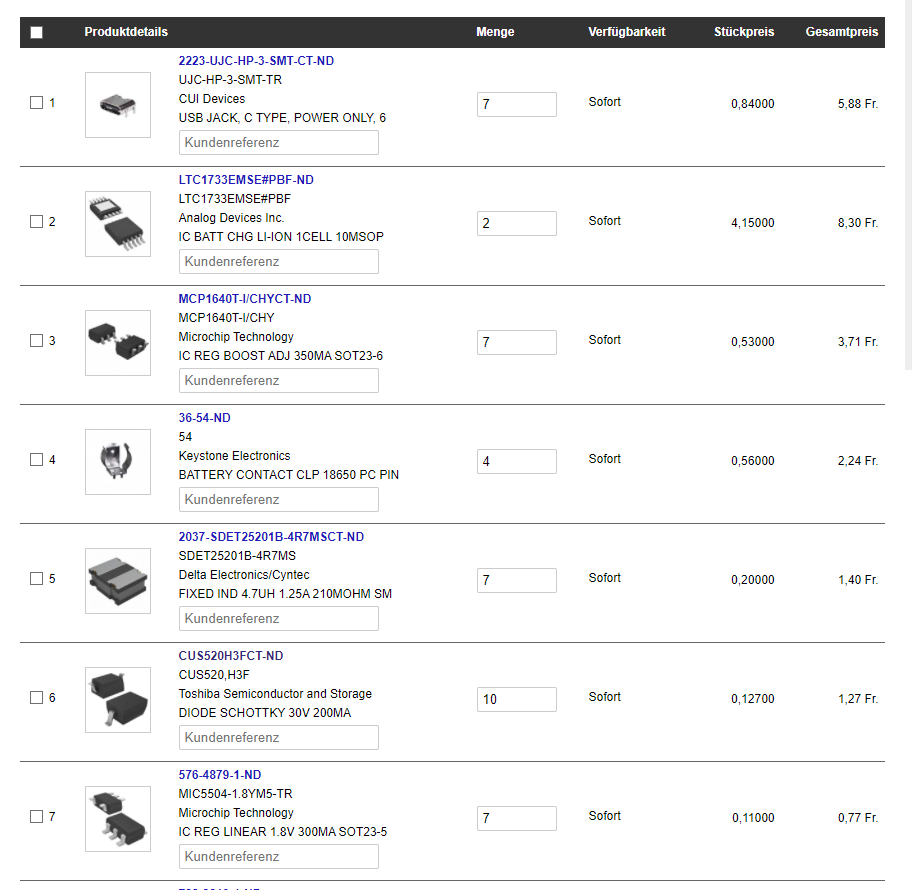 Produktdetails Menge Verfügbarkeit Stückpreis Gesamtpreis
2223-UJC-HP-3-SMT-CT-ND
UJC-HP-3-SMT-TR
1 CUI Devices 7 Sofort 0,84000 5,88 Fr.
USB JACK, C TYPE, POWER ONLY, 6
Kundenreferenz
LTC1733EMSE#PBF-ND
LTC1733EMSE#PBF
2 Analog Devices Inc. 2 Sofort 4,15000 8,30 Fr.
IC BATT CHG LI-ION 1CELL 10MSOP
Kundenreferenz
MCP1640T-I/CHYCT-ND
MCP1640T-I/CHY
3 Microchip Technology 7 Sofort 0,53000 3,71 Fr.
IC REG BOOST ADJ 350MA SOT23-6
Kundenreferenz
36-54-ND
54
4 Keystone Electronics 4 Sofort 0,56000 2,24 Fr.
BATTERY CONTACT CLP 18650 PC PIN
Kundenreferenz
2037-SDET25201B-4R7MSCT-ND
SDET25201B-4R7MS
5 Delta Electronics/Cyntec 7 Sofort 0,20000 1,40 Fr.
FIXED IND 4.7UH 1.25A 210MOHM SM
Kundenreferenz
CUS520H3FCT-ND
CUS520,H3F
6 Toshiba Semiconductor and Storage 10 Sofort 0,12700 1,27 Fr.
DIODE SCHOTTKY 30V 200MA
Kundenreferenz
576-4879-1-ND
MIC5504-1.8YM5-TR
7 Microchip Technology 7 Sofort 0,11000 0,77 Fr.
IC REG LINEAR 1.8V 300MA SOT23-5
Kundenreferenz